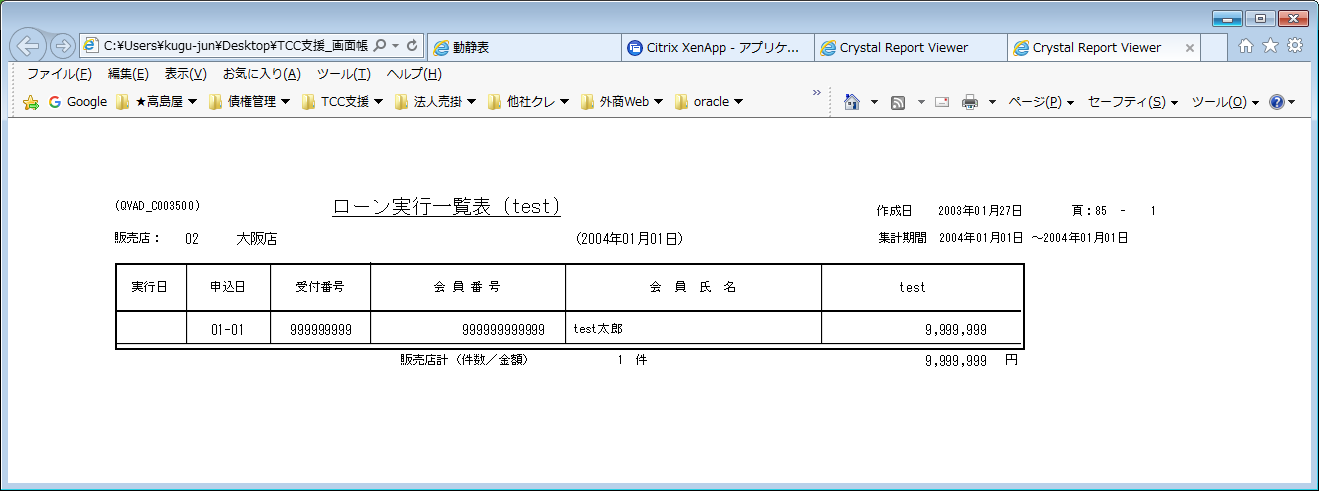 C:¥Users¥kugu-jun¥Desktop¥TCC支援_画面帳 動静表 Citrix XenApp - アプリケ... Crystal Report Viewer Crystal Report Viewer
ファイル(F) 編集(E) 表示(V) お気に入り(A) ツール(T) ヘルプ(H)
Google ★高島屋 債権管理 TCC支援 法人売掛 他社クレ 外商Web oracle » ページ(P) セーフティ(S) ツール(O)
(QVAD_C003500) ローン実行一覧表(test) 作成日 2003年01月27日 頁:85 - 1
販売店: 02 大阪店 (2004年01月01日) 集計期間 2004年01月01日 ~2004年01月01日
実行日 申込日 受付番号 会員番号 会員氏名 test
01-01 999999999 999999999999 test太郎 9,999,999
販売店計(件数/金額) 1 件 9,999,999 円